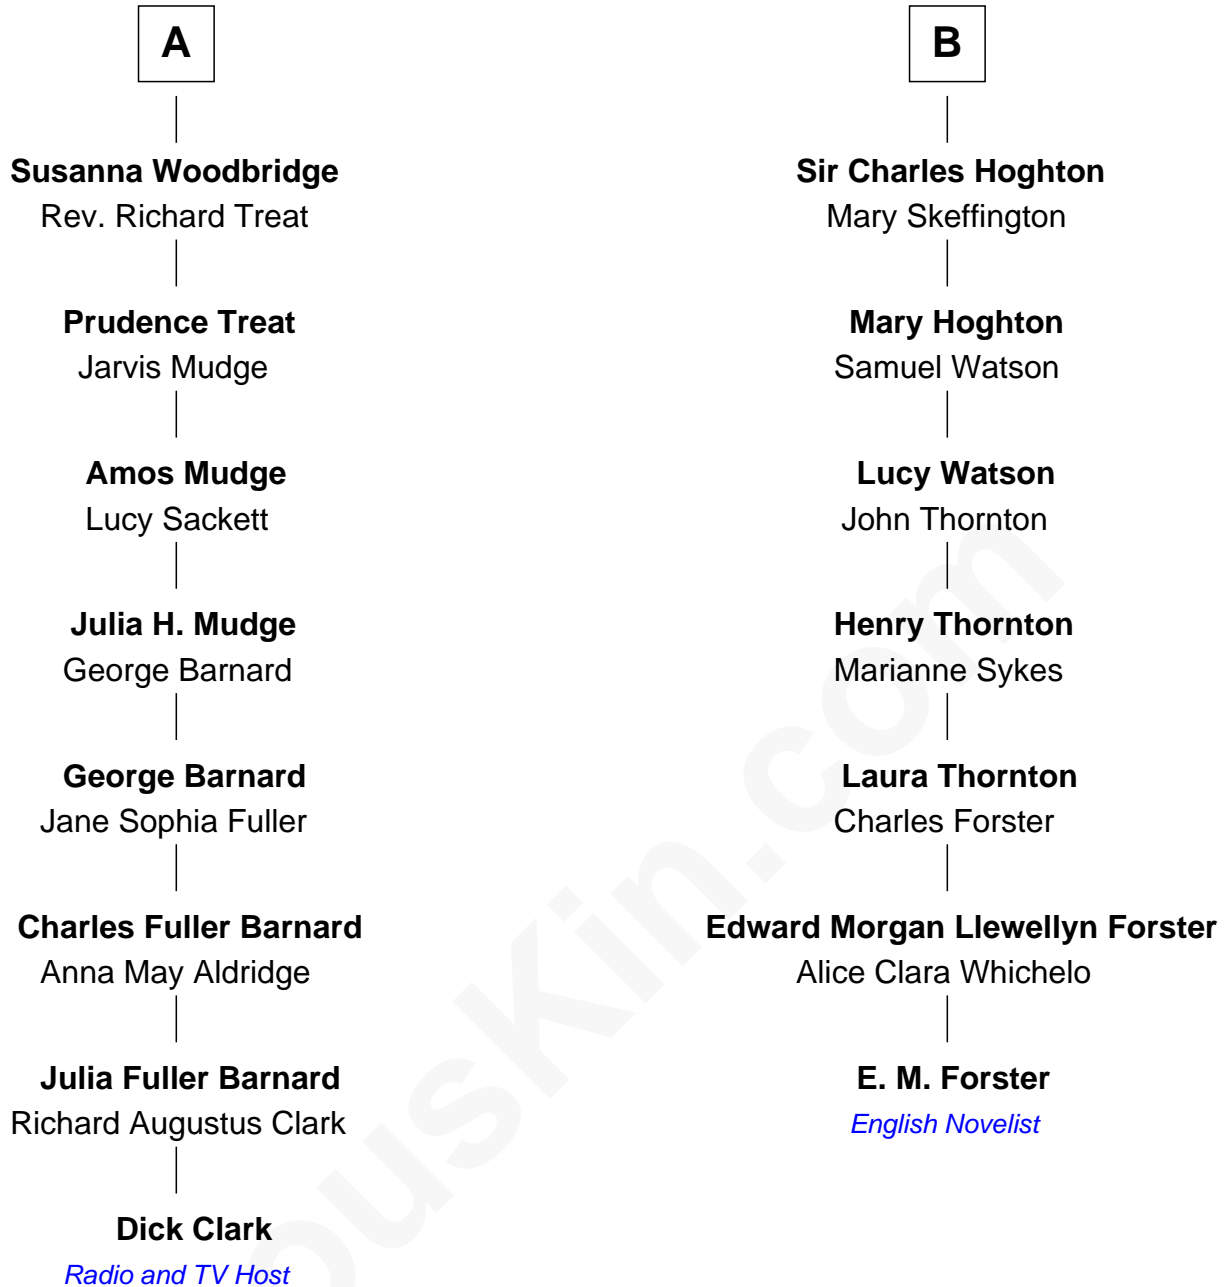 A
Susanna Woodbridge
Rev. Richard Treat
Prudence Treat
Jarvis Mudge
Amos Mudge
Lucy Sackett
Julia H. Mudge
George Barnard
George Barnard
Jane Sophia Fuller
Charles Fuller Barnard
Anna May Aldridge
Julia Fuller Barnard
Richard Augustus Clark
Dick Clark
Radio and TV Host
B
Sir Charles Hoghton
Mary Skeffington
Mary Hoghton
Samuel Watson
Lucy Watson
John Thornton
Henry Thornton
Marianne Sykes
Laura Thornton
Charles Forster
Edward Morgan Llewellyn Forster
Alice Clara Whichelo
E. M. Forster
English Novelist
ousKin.com